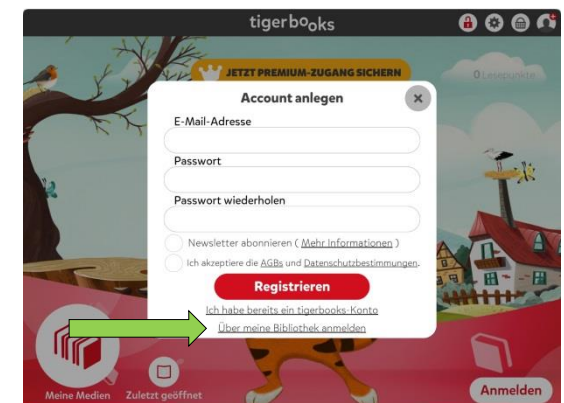 tigerbooks
JETZT PREMIUM-ZUGANG SICHERN
0 Lesepunkte
Account anlegen
E-Mail-Adresse
Passwort
Passwort wiederholen
Newsletter abonnieren ( Mehr Informationen )
Ich akzeptiere die AGBs und Datenschutzbestimmungen.
Registrieren
Ich habe bereits ein tigerbooks-Konto
Über meine Bibliothek anmelden
Meine Medien
Zuletzt geöffnet
Anmelden